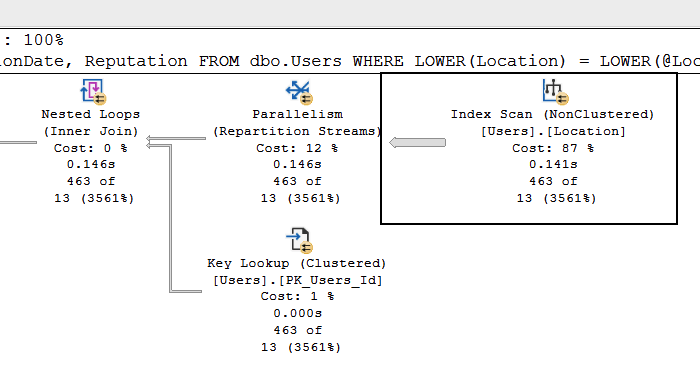 : 100%
ionDate, Reputation FROM dbo.Users WHERE LOWER(Location) = LOWER(@Loc
Nested Loops
(Inner Join)
Cost: 0 %
0.146s
463 of
13 (3561%)
Parallelism
(Repartition Streams)
Cost: 12 %
0.146s
463 of
13 (3561%)
Index Scan (NonClustered)
[Users].[Location]
Cost: 87 %
0.141s
463 of
13 (3561%)
Key Lookup (Clustered)
[Users].[PK_Users_Id]
Cost: 1 %
0.000s
463 of
13 (3561%)